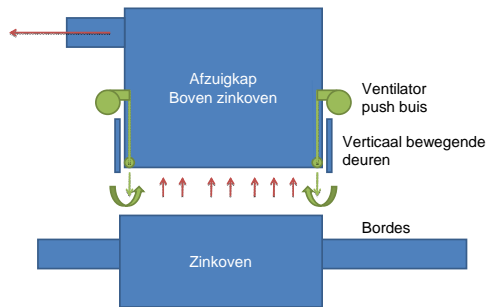 Afzuigkap
Boven zinkoven
Ventilator
push buis
Verticaal bewegende
deuren
Bordes
Zinkoven